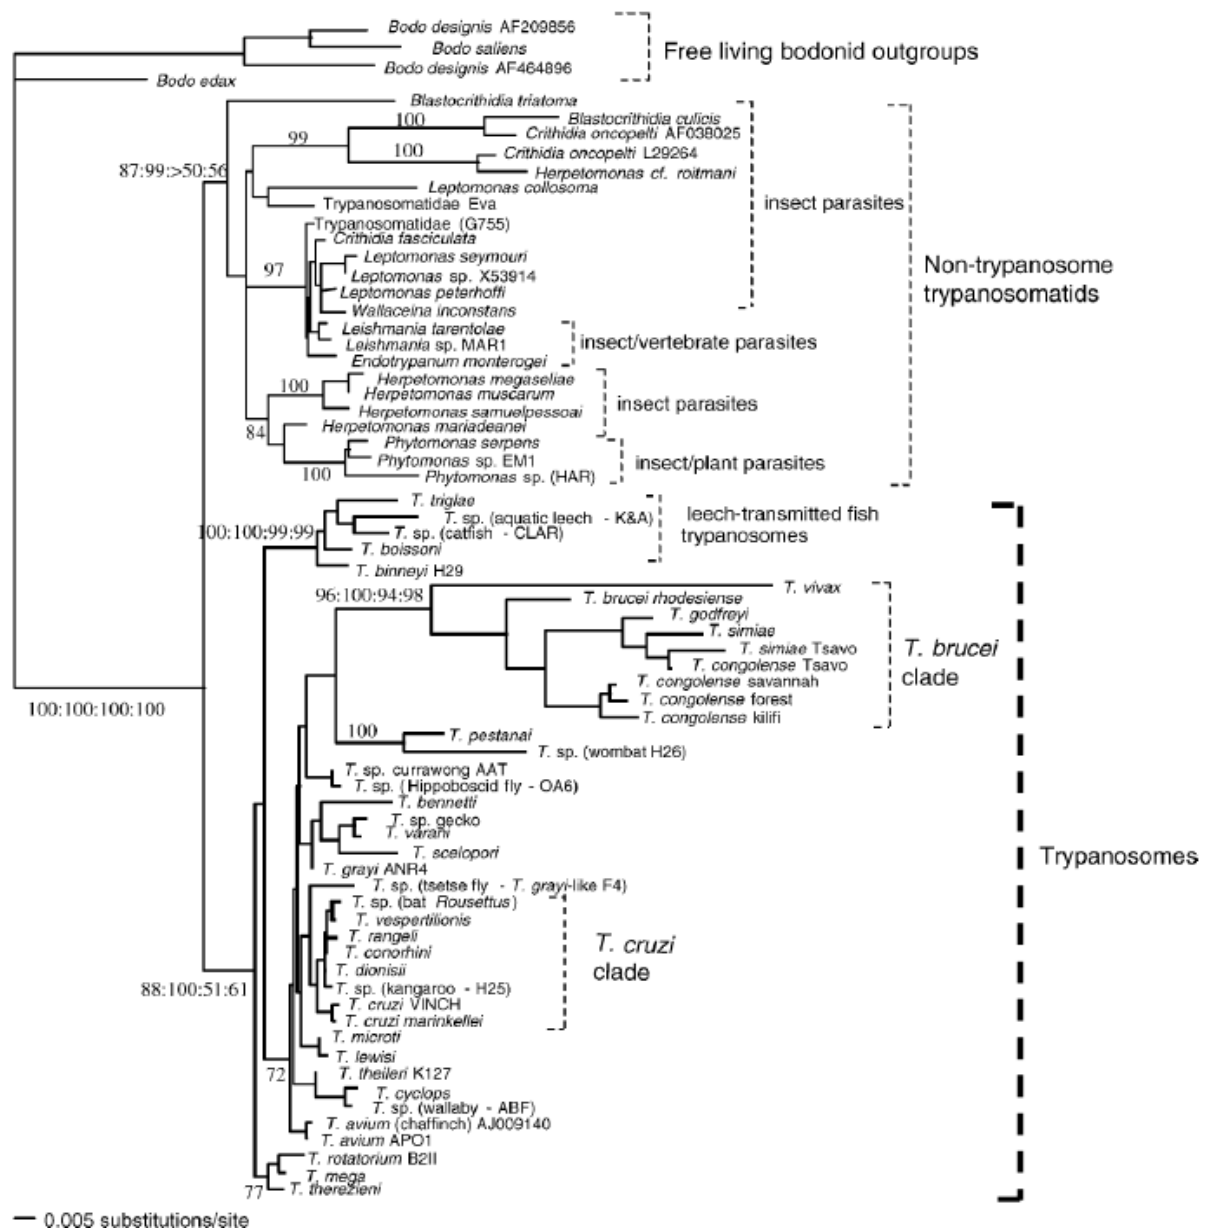 Bodo designis AF209856
Bodo saliens
Bodo designis AF464896
Bodo edax
Free living bodonid outgroups
Blastocrithidia triatoma
100
Blastocrithidia culicis
Crithidia oncopelti AF038025
99
100
Crithidia oncopelti L29264
Herpetomonas cf. roitmani
87:99:>50:56
Leptomonas collosoma
Trypanosomatidae Eva
insect parasites
Trypanosomatidae (G755)
Crithidia fasciculata
Leptomonas seymouri
97
Leptomonas sp. X53914
Leptomonas peterhoffi
Wallaceina inconstans
Non-trypanosome
trypanosomatids
Leishmania tarentolae
Leishmania sp. MAR1
Endotrypanum monterogei
insect/vertebrate parasites
100
Herpetomonas megaseliae
Herpetomonas muscarum
Herpetomonas samuelpessoai
Herpetomonas mariadeanei
insect parasites
84
Phytomonas serpens
Phytomonas sp. EM1
100
Phytomonas sp. (HAR)
insect/plant parasites
T. triglae
T. sp. (aquatic leech - K&A)
100:100:99:99
T. sp. (catfish - CLAR)
T. boissoni
T. binneyi H29
leech-transmitted fish
trypanosomes
96:100:94:98
T. vivax
T. brucei rhodesiense
T. godfreyi
T. simiae
T. simiae Tsavo
T. congolense Tsavo
T. congolense savannah
T. congolense forest
T. congolense kilifi
T. brucei
clade
100:100:100:100
100
T. pestanai
T. sp. (wombat H26)
T. sp. currawong AAT
T. sp. (Hippoboscid fly - OA6)
T. bennetti
T. sp. gecko
T. varani
T. scelopori
T. grayi ANR4
Trypanosomes
T. sp. (tsetse fly - T. grayi-like F4)
T. sp. (bat Rousettus)
T. vespertilionis
T. rangeli
T. conorhini
T. dionisii
T. sp. (kangaroo - H25)
T. cruzi VINCH
T. cruzi marinkellei
T. cruzi
clade
88:100:51:61
T. microti
T. lewisi
72
T. theileri K127
T. cyclops
T. sp. (wallaby - ABF)
T. avium (chaffinch) AJ009140
T. avium APO1
T. rotatorium B2II
T. mega
77
T. therezieni
0.005 substitutions/site